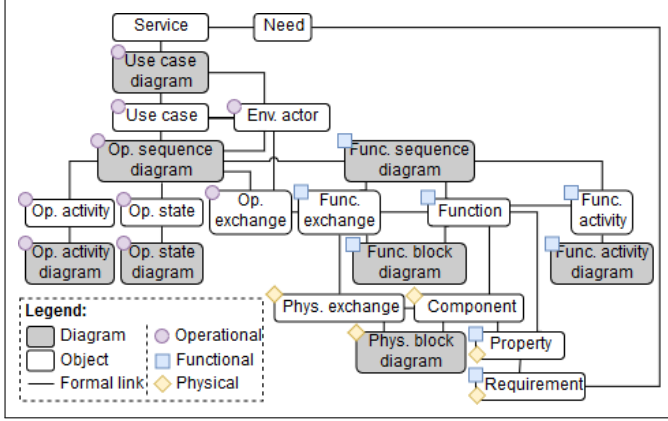 Service
Need
Use case
diagram
Use case
Env. actor
Op. sequence
diagram
Func. sequence
diagram
Op. activity
Op. state
Op.
exchange
Func.
exchange
Function
Func.
activity
Op. activity
diagram
Op. state
diagram
Func. block
diagram
Func. activity
diagram
Phys. exchange
Component
Phys. block
diagram
Property
Requirement
Legend:
Diagram
Object
Formal link
Operational
Functional
Physical